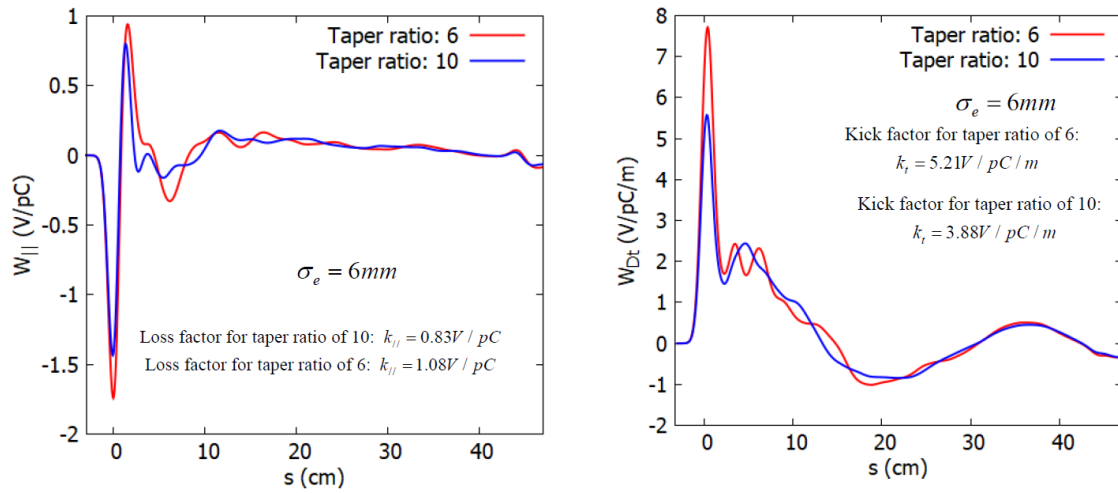 1
0.5
0
-0.5
-1
-1.5
-2
W|| (V/pC)
Taper ratio: 6
Taper ratio: 10
σe = 6mm
Loss factor for taper ratio of 10: k// = 0.83V / pC
Loss factor for taper ratio of 6: k// = 1.08V / pC
0 10 20 30 40
s (cm)
8
7
6
5
4
3
2
1
0
-1
-2
WDt (V/pC/m)
Taper ratio: 6
Taper ratio: 10
σe = 6mm
Kick factor for taper ratio of 6:
kt = 5.21V / pC / m
Kick factor for taper ratio of 10:
kt = 3.88V / pC / m
0 10 20 30 40
s (cm)